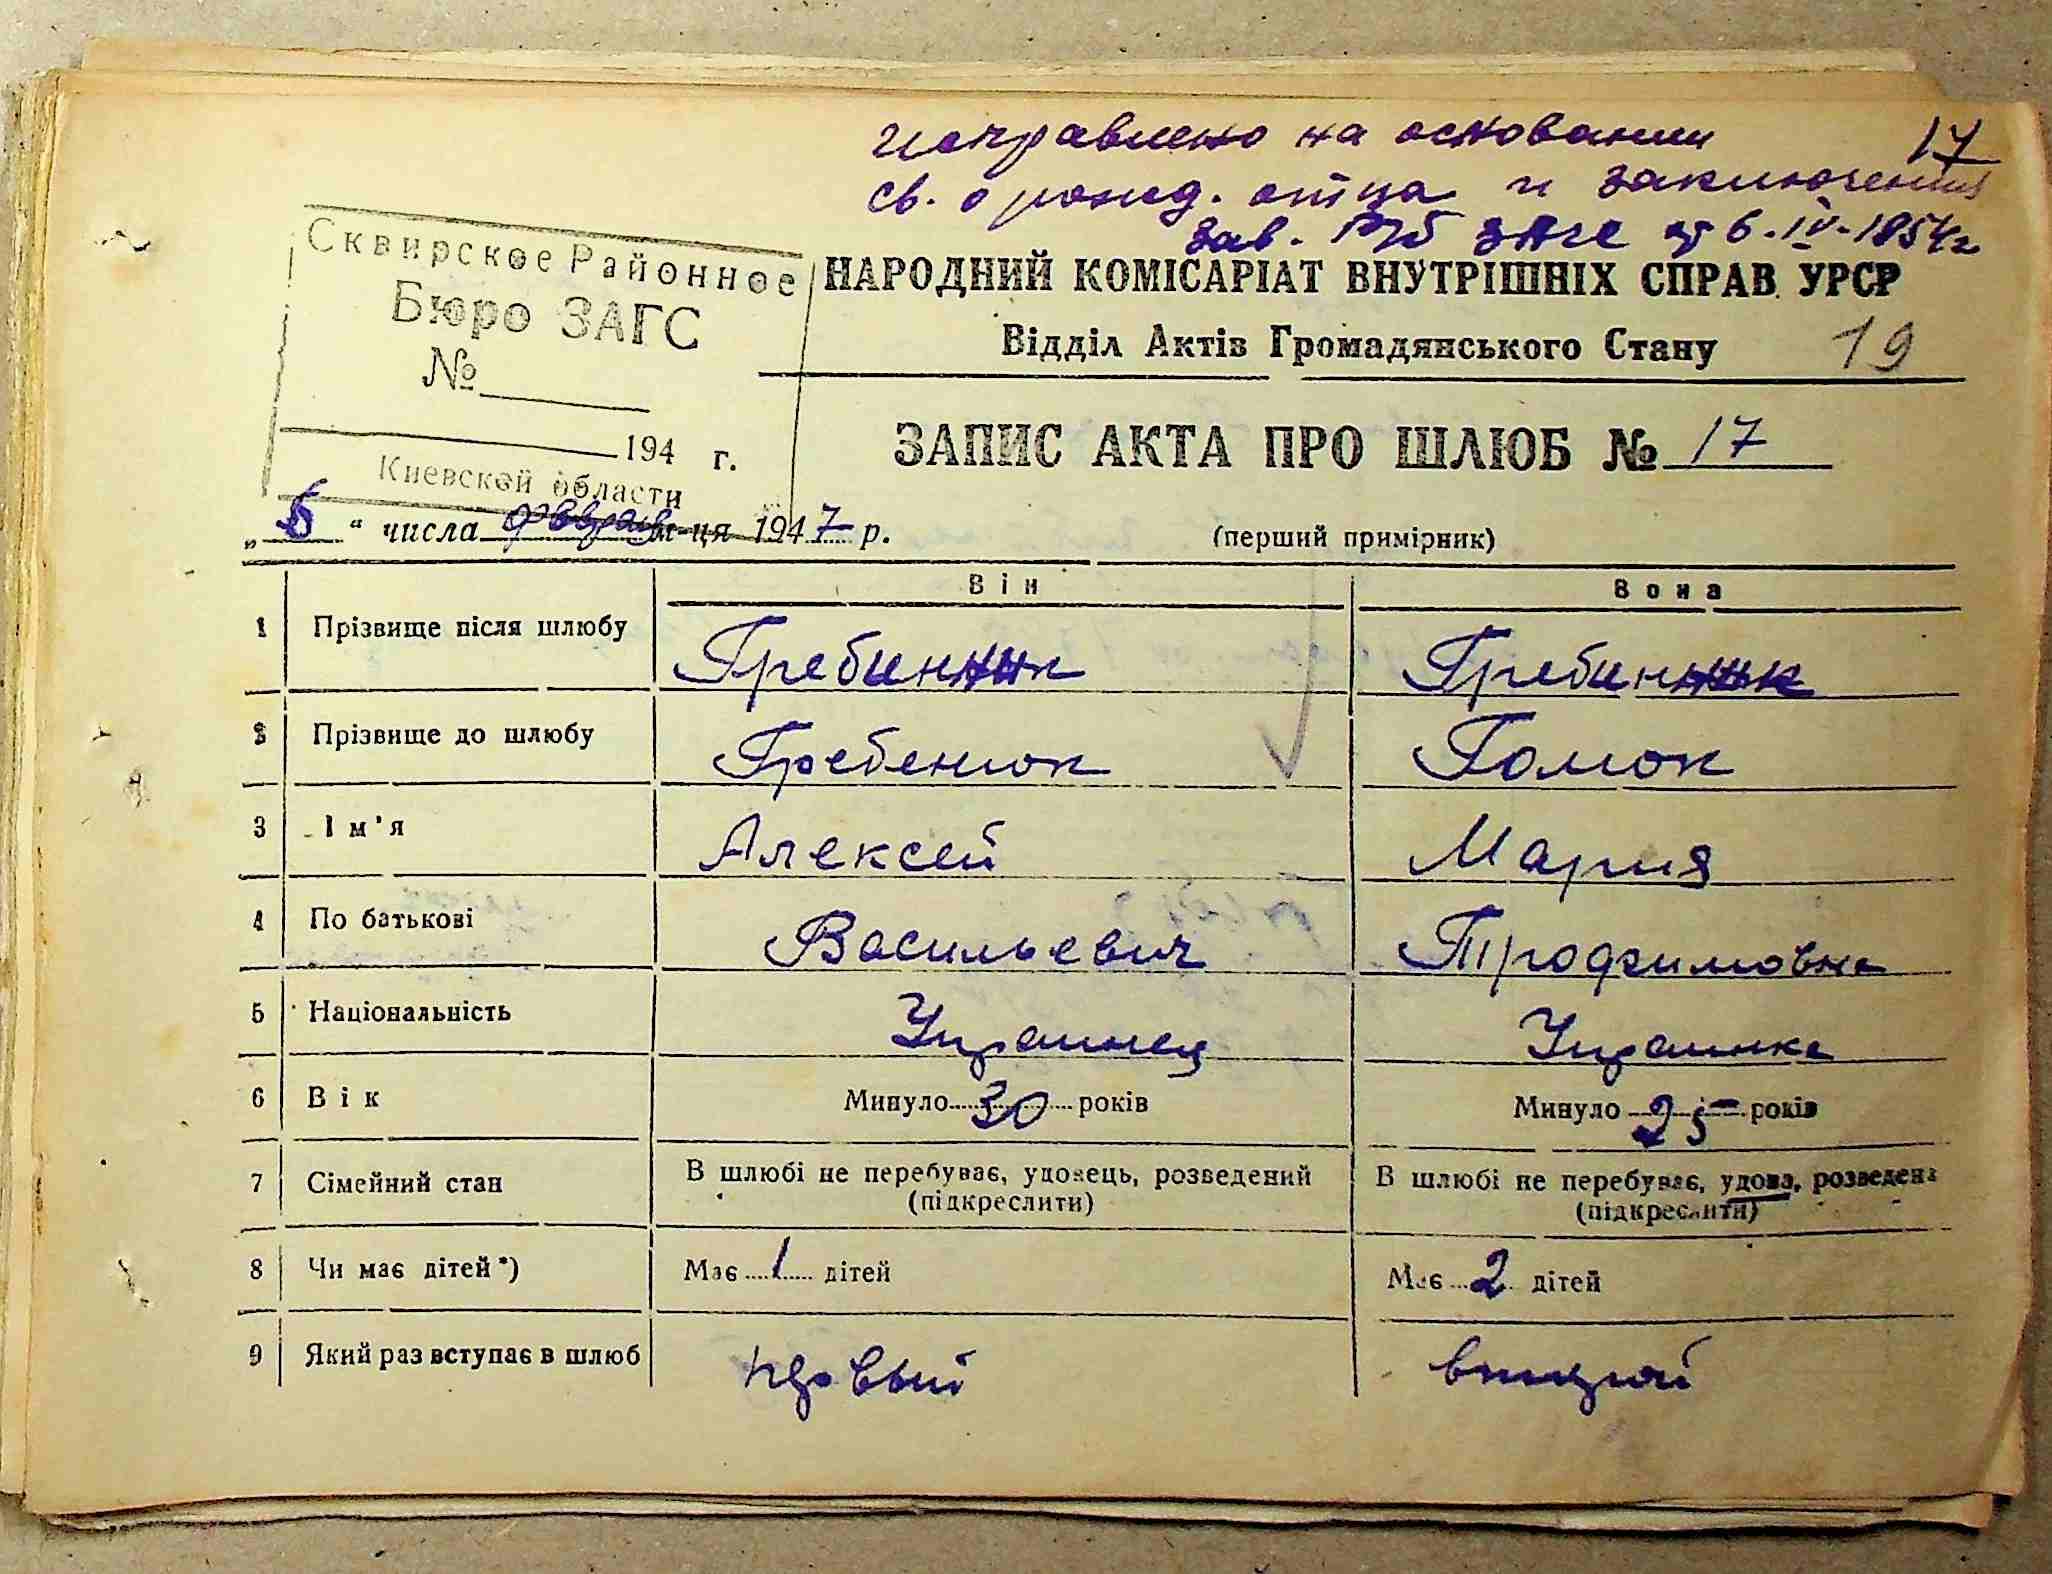 исправлено на основании 17
св. о рожд. отца и заключения
зав. Р/б ЗАГС от 6-IV-1954 г
Сквирское Районное
Бюро ЗАГС
№
194 г.
Киевской области
НАРОДНИЙ КОМІСАРІАТ ВНУТРІШНІХ СПРАВ УРСР
Відділ Актів Громадянського Стану 19
ЗАПИС АКТА ПРО ШЛЮБ № 17
„ 6 “ числа феврал м-ця 1947 р. (перший примірник)
Він Вона
1 Прізвище після шлюбу Гребинник Гребинник
2 Прізвище до шлюбу Гребенюк Гомок
3 Ім'я Алексей Мария
4 По батькові Васильевич Трофимовна
5 Національність Украинец Украинка
6 Вік Минуло 30 років Минуло 25 років
7 Сімейний стан В шлюбі не перебуває, удовець, розведений В шлюбі не перебуває, удова, розведена
(підкреслити) (підкреслити)
8 Чи має дітей*) Має 1 дітей Має 2 дітей
9 Який раз вступає в шлюб первый второй